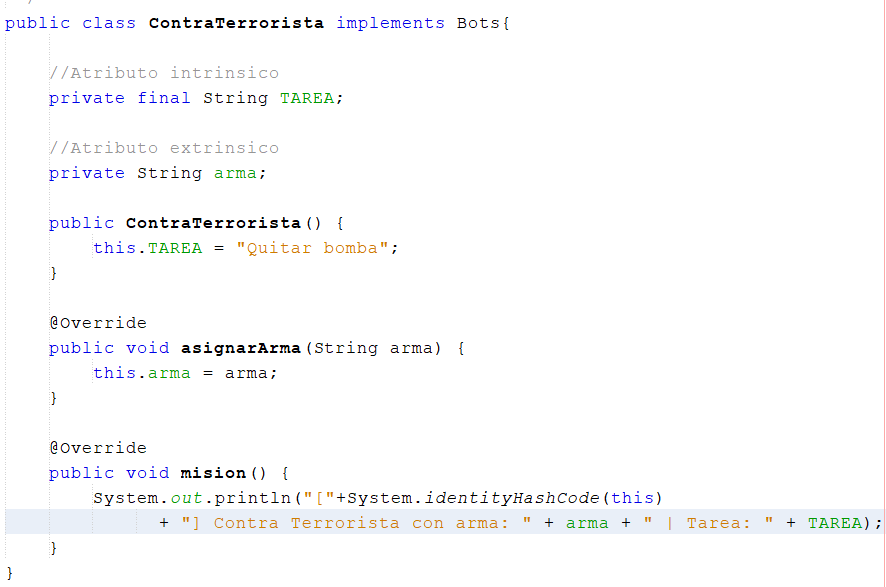 public class ContraTerrorista implements Bots{
//Atributo intrinsico
private final String TAREA;
//Atributo extrinsico
private String arma;
public ContraTerrorista() {
this.TAREA = "Quitar bomba";
}
@Override
public void asignarArma(String arma) {
this.arma = arma;
}
@Override
public void mision() {
System.out.println("["+System.identityHashCode(this)
+ "] Contra Terrorista con arma: " + arma + " | Tarea: " + TAREA);
}
}